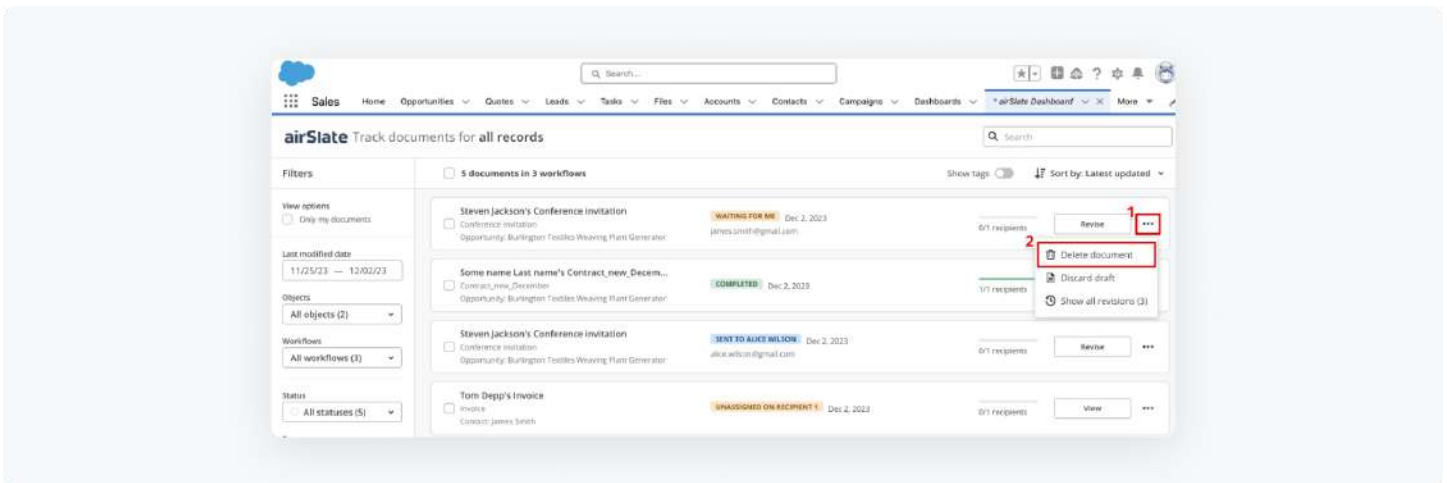 Search...
Sales Home Opportunities Quotes Leads Tasks Files Accounts Contacts Campaigns Dashboards * airSlate Dashboard More
airSlate Track documents for all records
Search
Filters
5 documents in 3 workflows
Show tags
Sort by: Latest updated
View options
Only my documents
Last modified date
11/25/23 — 12/02/23
Objects
All objects (2)
Workflows
All workflows (3)
Status
All statuses (5)
Steven Jackson's Conference invitation
Conference invitation
Opportunity: Burlington Textiles Weaving Plant Generator
WAITING FOR ME Dec 2, 2023
james.smith@gmail.com
0/1 recipients
Revise
1
2
Delete document
Discard draft
Show all revisions (3)
Some name Last name's Contract_new_Decem...
Contract_new_December
Opportunity: Burlington Textiles Weaving Plant Generator
COMPLETED Dec 2, 2023
1/1 recipients
Steven Jackson's Conference invitation
Conference invitation
Opportunity: Burlington Textiles Weaving Plant Generator
SENT TO ALICE WILSON Dec 2, 2023
alice.wilson@gmail.com
0/1 recipients
Revise
Tom Depp's Invoice
Invoice
Contact: James Smith
UNASSIGNED ON RECIPIENT 1 Dec 2, 2023
0/1 recipients
View